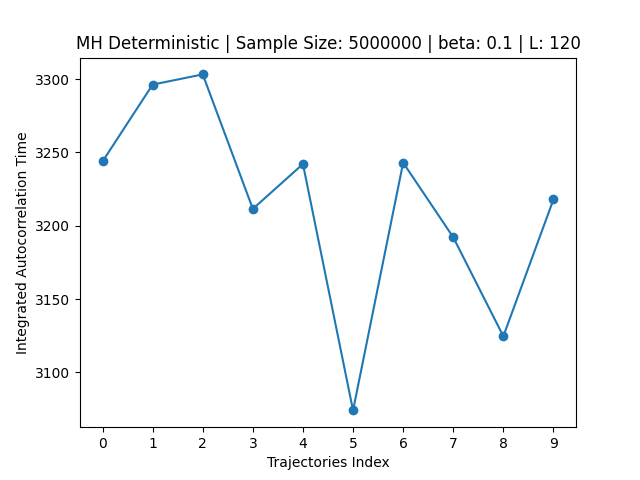 MH Deterministic | Sample Size: 5000000 | beta: 0.1 | L: 120
Integrated Autocorrelation Time
3300
3250
3200
3150
3100
0 1 2 3 4 5 6 7 8 9
Trajectories Index